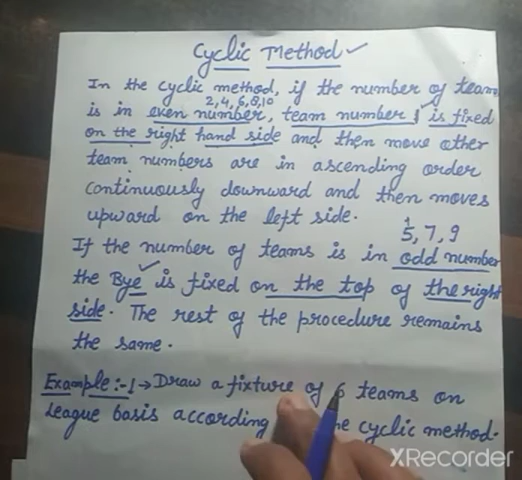 Cyclic Method ✓
In the cyclic method, if the number of team
2,4,6,8,10
is in even number, team number 1 is fixed
on the right hand side and then move other
team numbers are in ascending order
continuously downward and then moves
upward on the left side.
5, 7, 9
If the number of teams is in odd number
the Bye is fixed on the top of the right
side. The rest of the procedure remains
the same.
Example:-1 → Draw a fixture of 6 teams on
league basis according he cyclic method.
XRecorder